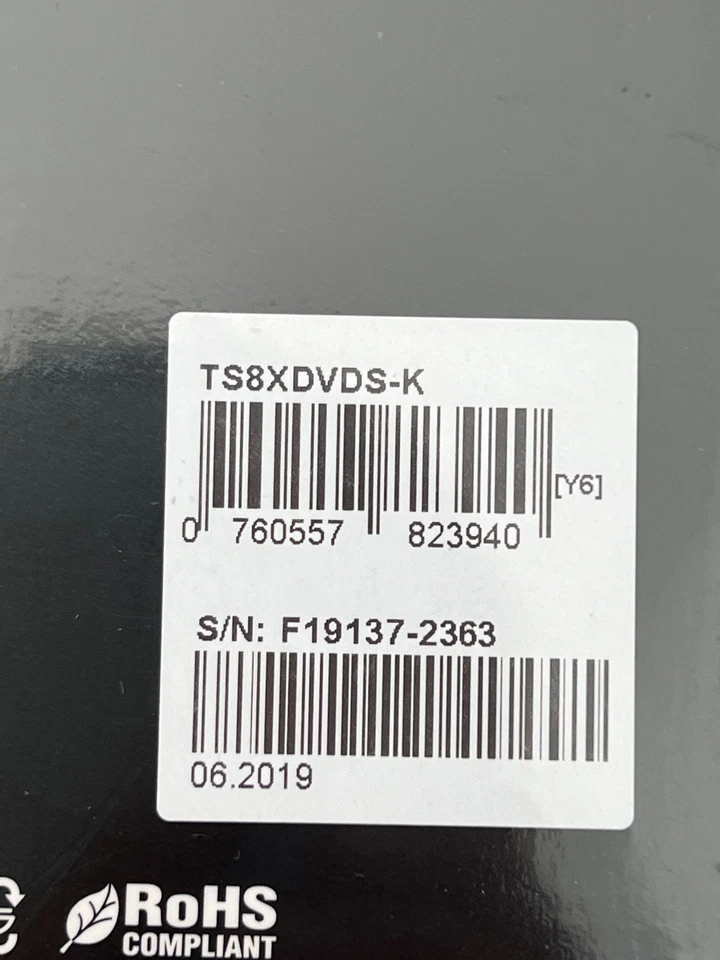 TS8XDVDS-K
[Y6]
0 760557 823940
S/N: F19137-2363
06.2019
RoHS
COMPLIANT